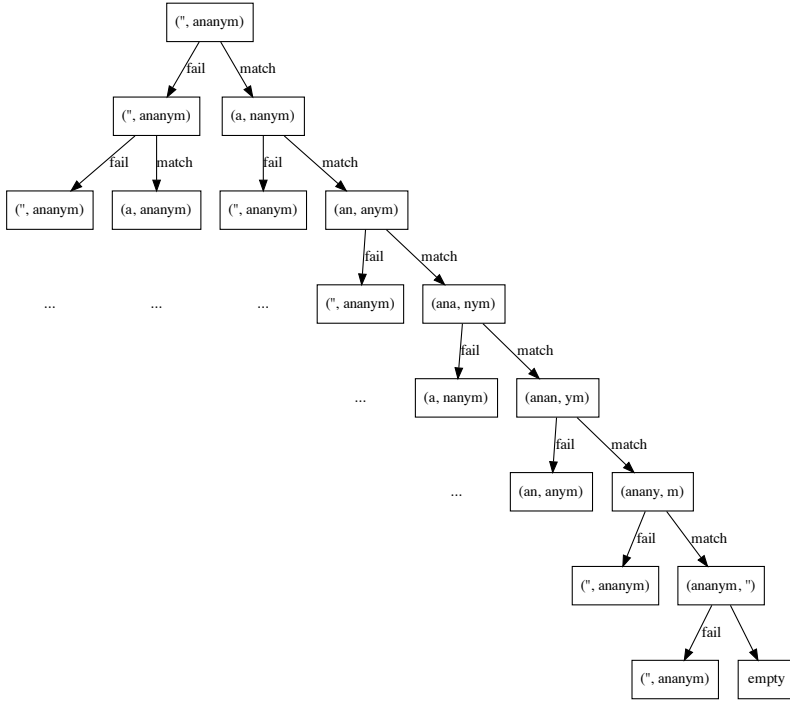 ('', ananym)
fail match
('', ananym) (a, nanym)
fail match fail match
('', ananym) (a, ananym) ('', ananym) (an, anym)
fail match
... ... ... ('', ananym) (ana, nym)
fail match
... (a, nanym) (anan, ym)
fail match
... (an, anym) (anany, m)
fail match
('', ananym) (ananym, '')
fail
('', ananym) empty